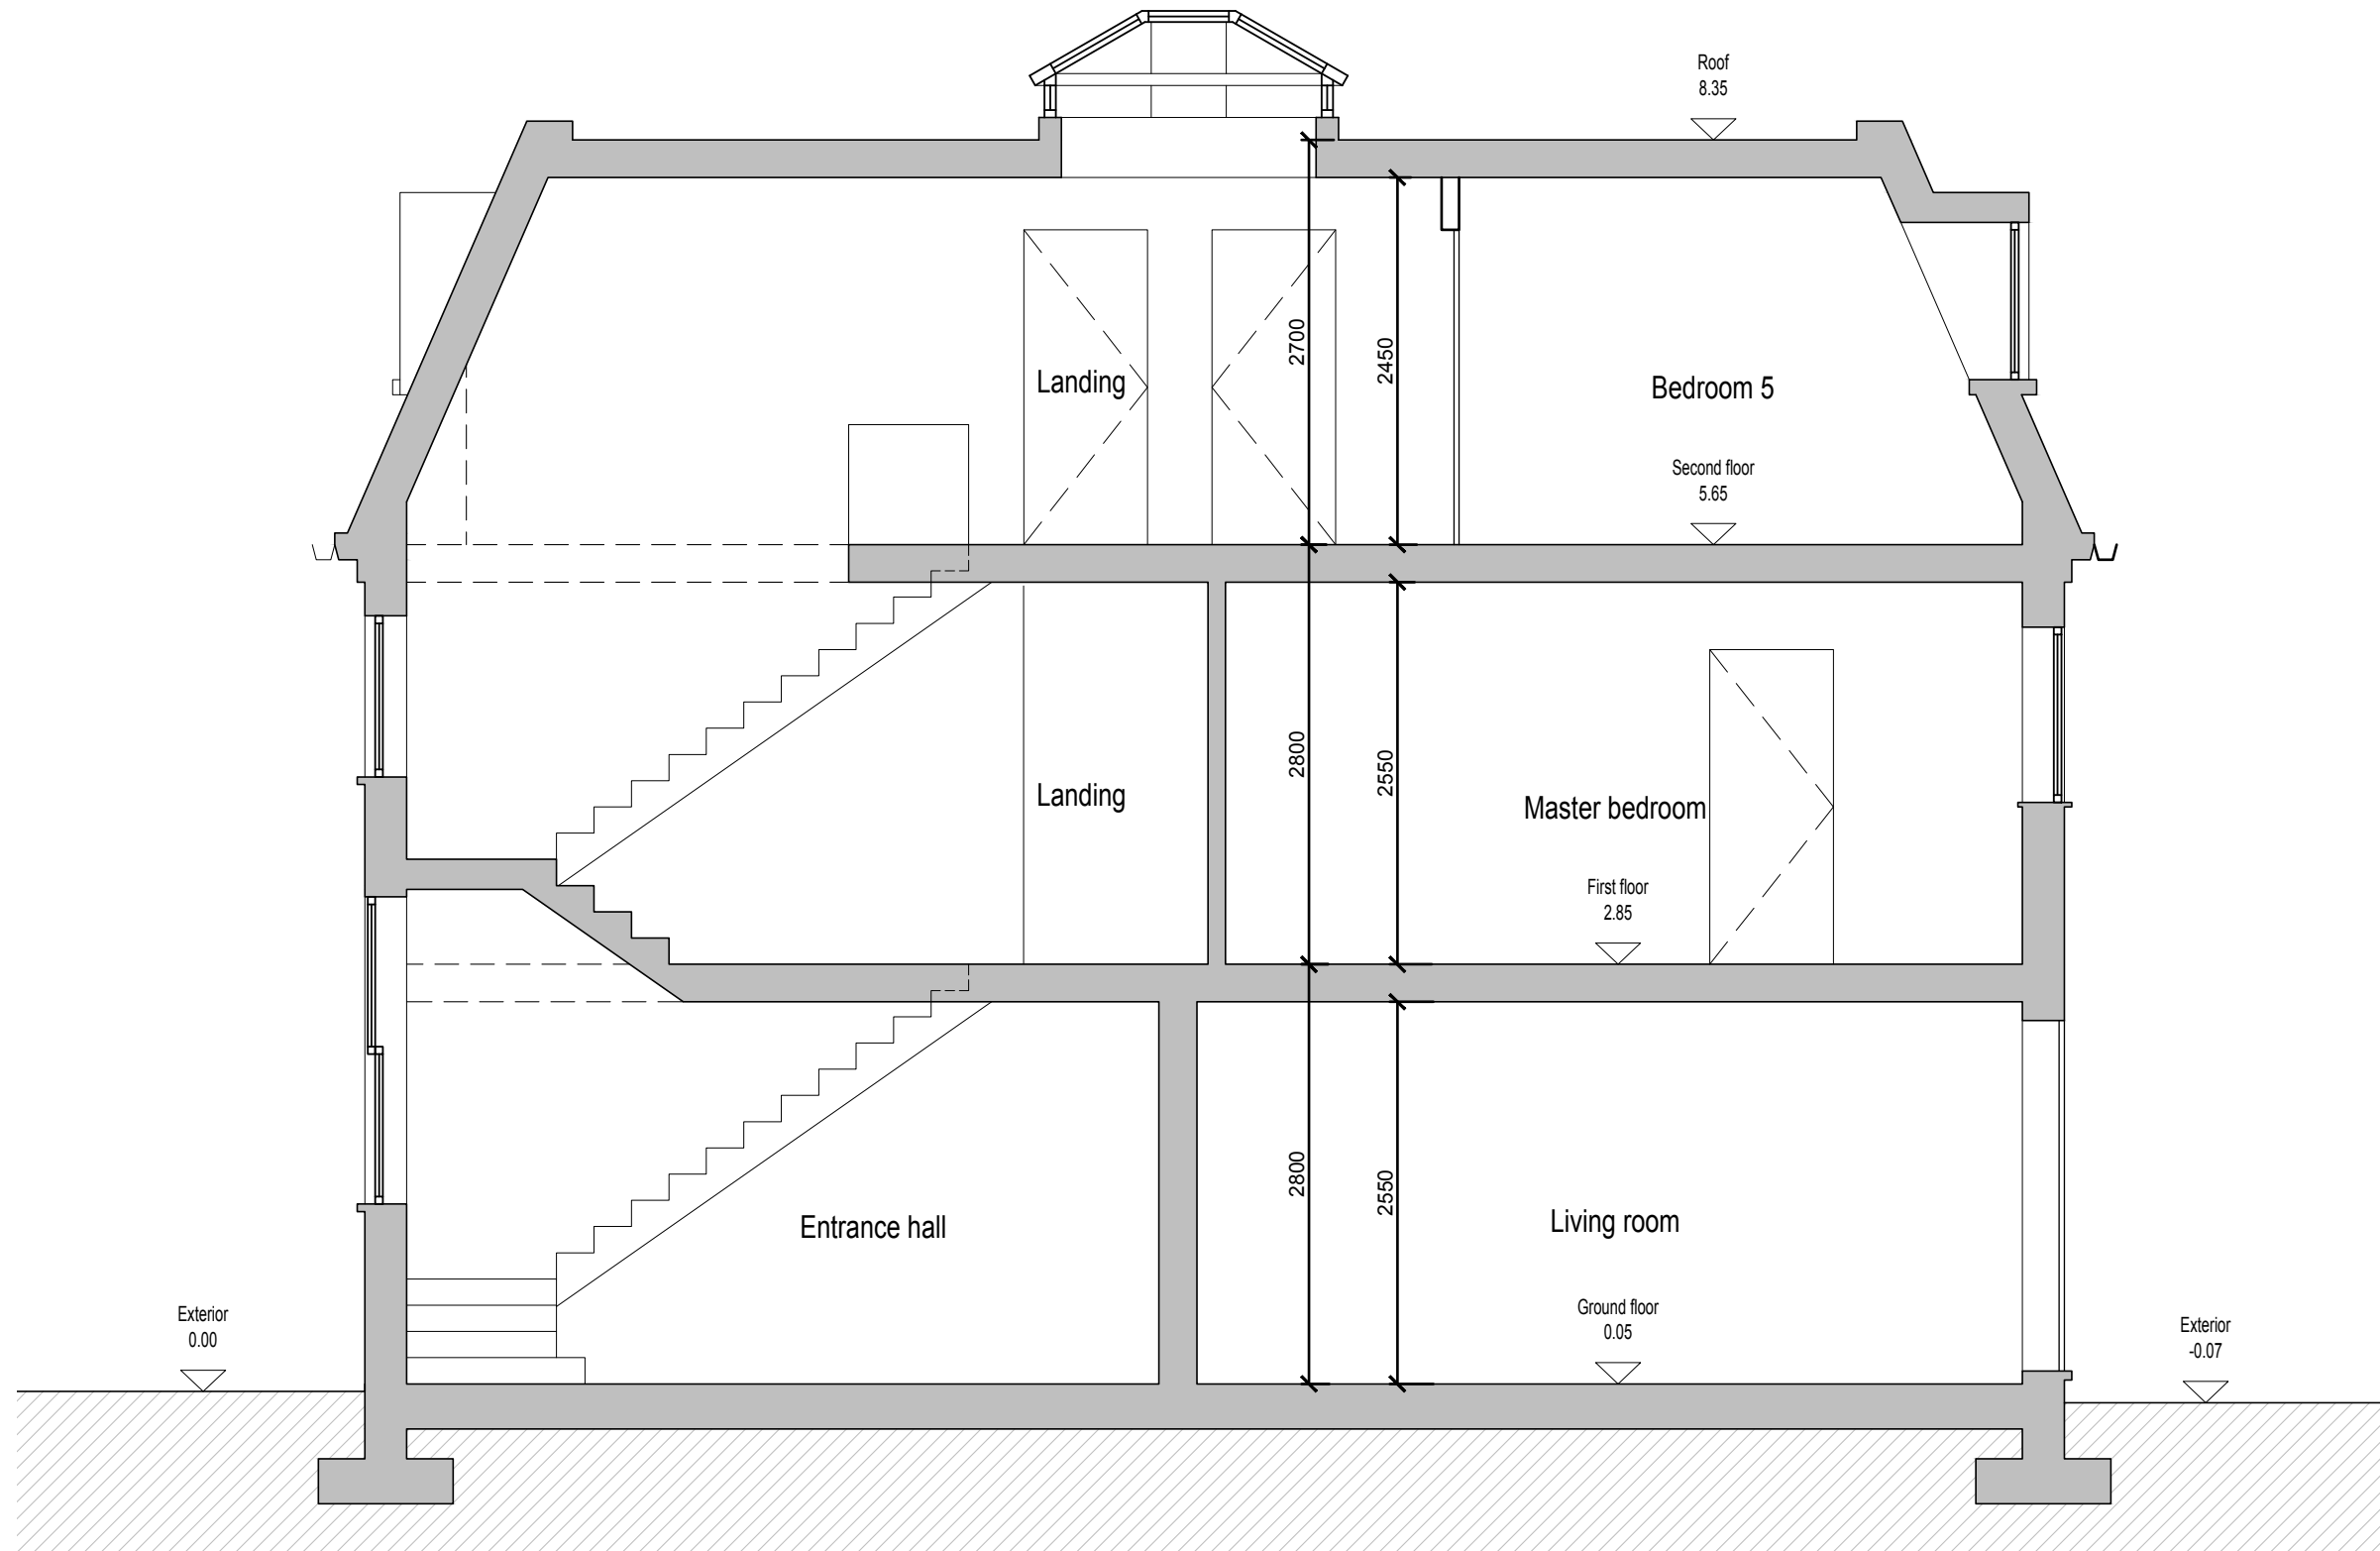 Roof
8.35
2700
2450
Landing
Bedroom 5
Second floor
5.65
2800
2550
Landing
Master bedroom
First floor
2.85
2800
2550
Entrance hall
Living room
Exterior
0.00
Ground floor
0.05
Exterior
-0.07